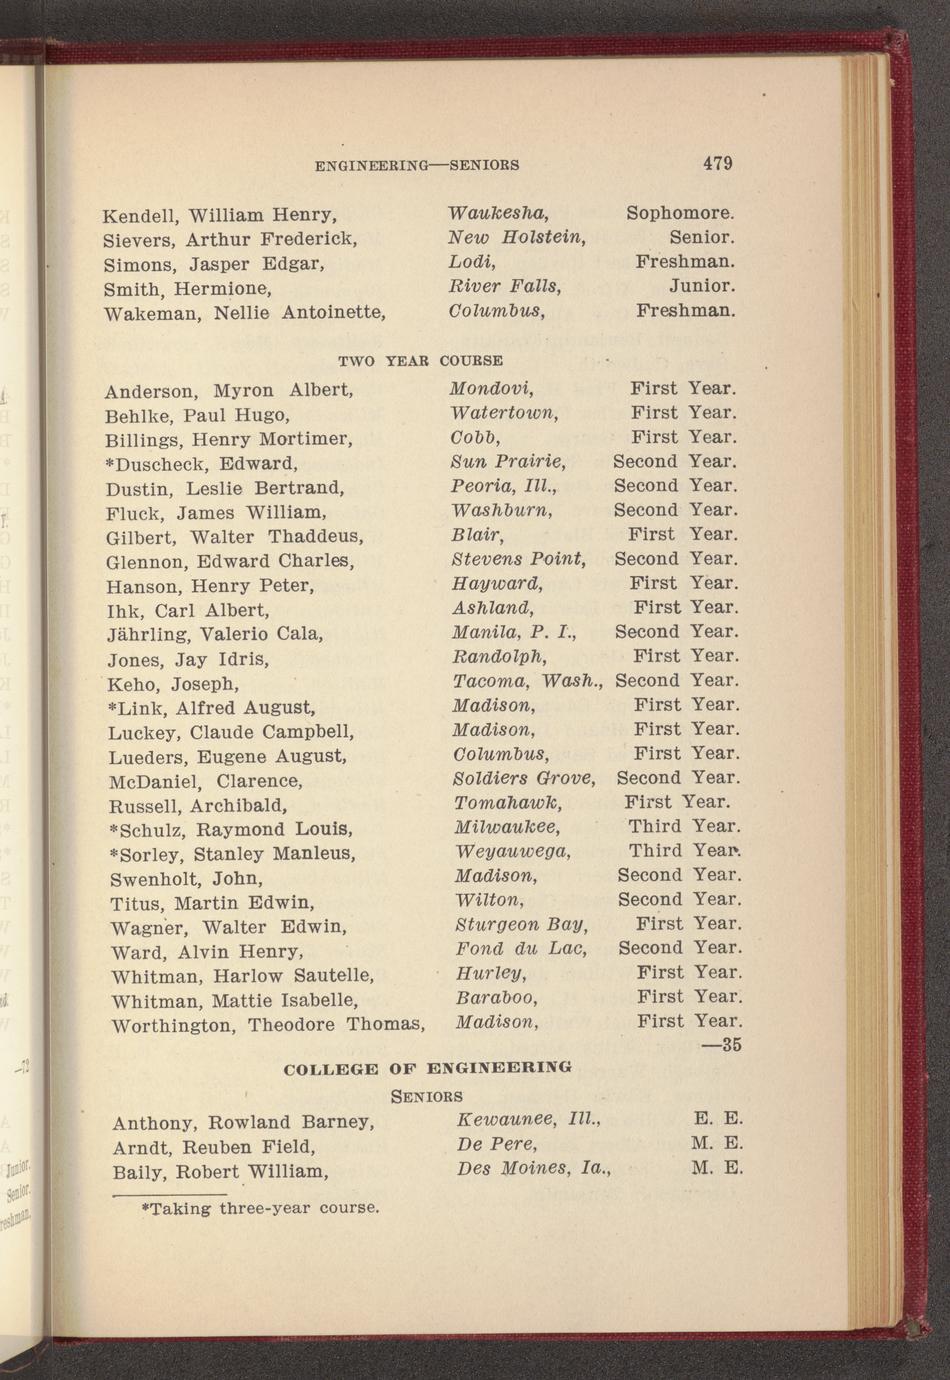 ENGINEERING—SENIORS 479
Kendell, William Henry, Waukesha, Sophomore.
Sievers, Arthur Frederick, New Holstein, Senior.
Simons, Jasper Edgar, Lodi, Freshman.
Smith, Hermione, River Falls, Junior.
Wakeman, Nellie Antoinette, Columbus, Freshman.
TWO YEAR COURSE
Anderson, Myron Albert, Mondovi, First Year.
Behlke, Paul Hugo, Watertown, First Year.
Billings, Henry Mortimer, Cobb, First Year.
*Duscheck, Edward, Sun Prairie, Second Year.
Dustin, Leslie Bertrand, Peoria, Ill., Second Year.
Fluck, James William, Washburn, Second Year.
Gilbert, Walter Thaddeus, Blair, First Year.
Glennon, Edward Charles, Stevens Point, Second Year.
Hanson, Henry Peter, Hayward, First Year.
Ihk, Carl Albert, Ashland, First Year.
Jährling, Valerio Cala, Manila, P. I., Second Year.
Jones, Jay Idris, Randolph, First Year.
Keho, Joseph, Tacoma, Wash., Second Year.
*Link, Alfred August, Madison, First Year.
Luckey, Claude Campbell, Madison, First Year.
Lueders, Eugene August, Columbus, First Year.
McDaniel, Clarence, Soldiers Grove, Second Year.
Russell, Archibald, Tomahawk, First Year.
*Schulz, Raymond Louis, Milwaukee, Third Year.
*Sorley, Stanley Manleus, Weyauwega, Third Year.
Swenholt, John, Madison, Second Year.
Titus, Martin Edwin, Wilton, Second Year.
Wagner, Walter Edwin, Sturgeon Bay, First Year.
Ward, Alvin Henry, Fond du Lac, Second Year.
Whitman, Harlow Sautelle, Hurley, First Year.
Whitman, Mattie Isabelle, Baraboo, First Year.
Worthington, Theodore Thomas, Madison, First Year.
—35
COLLEGE OF ENGINEERING
SENIORS
Anthony, Rowland Barney, Kewaunee, Ill., E. E.
Arndt, Reuben Field, De Pere, M. E.
Baily, Robert William, Des Moines, Ia., M. E.
*Taking three-year course.